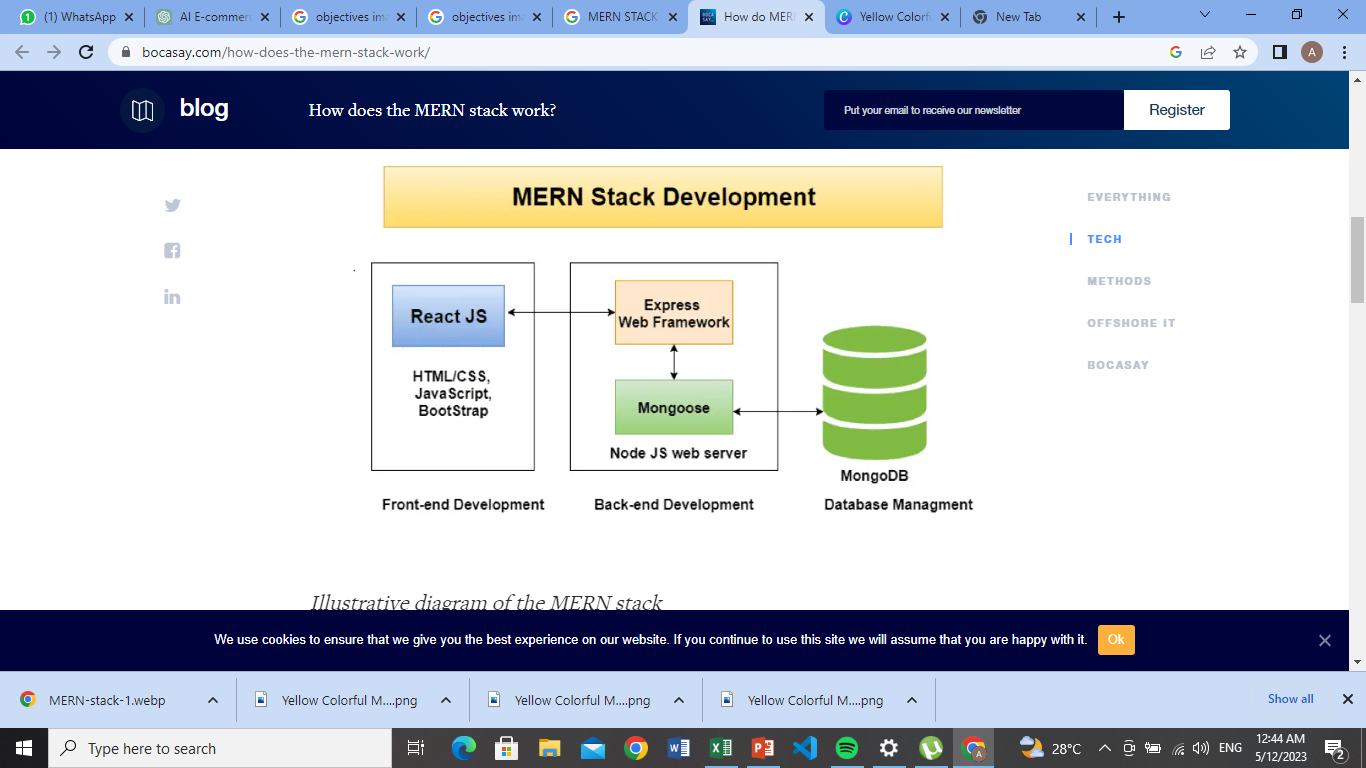 (1) WhatsApp
AI E-commer
objectives im
objectives im
MERN STACK
How do MER
Yellow Colorf
New Tab
bocasay.com/how-does-the-mern-stack-work/
A
BOCA
SAY.
blog
How does the MERN stack work?
Put your email to receive our newsletter
Register
MERN Stack Development
EVERYTHING
TECH
METHODS
OFFSHORE IT
BOCASAY
React JS
HTML/CSS,
JavaScript,
BootStrap
Express
Web Framework
Mongoose
Node JS web server
MongoDB
Front-end Development
Back-end Development
Database Managment
Illustrative diagram of the MERN stack
We use cookies to ensure that we give you the best experience on our website. If you continue to use this site we will assume that you are happy with it.
Ok
MERN-stack-1.webp
Yellow Colorful M....png
Yellow Colorful M....png
Yellow Colorful M....png
Show all
Type here to search
28°C
ENG
12:44 AM
5/12/2023
2